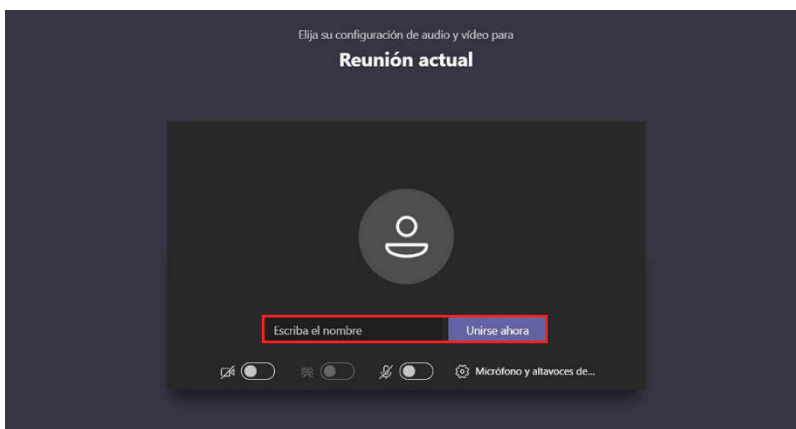 Elija su configuración de audio y vídeo para
Reunión actual
Escriba el nombre
Unirse ahora
Micrófono y altavoces de...